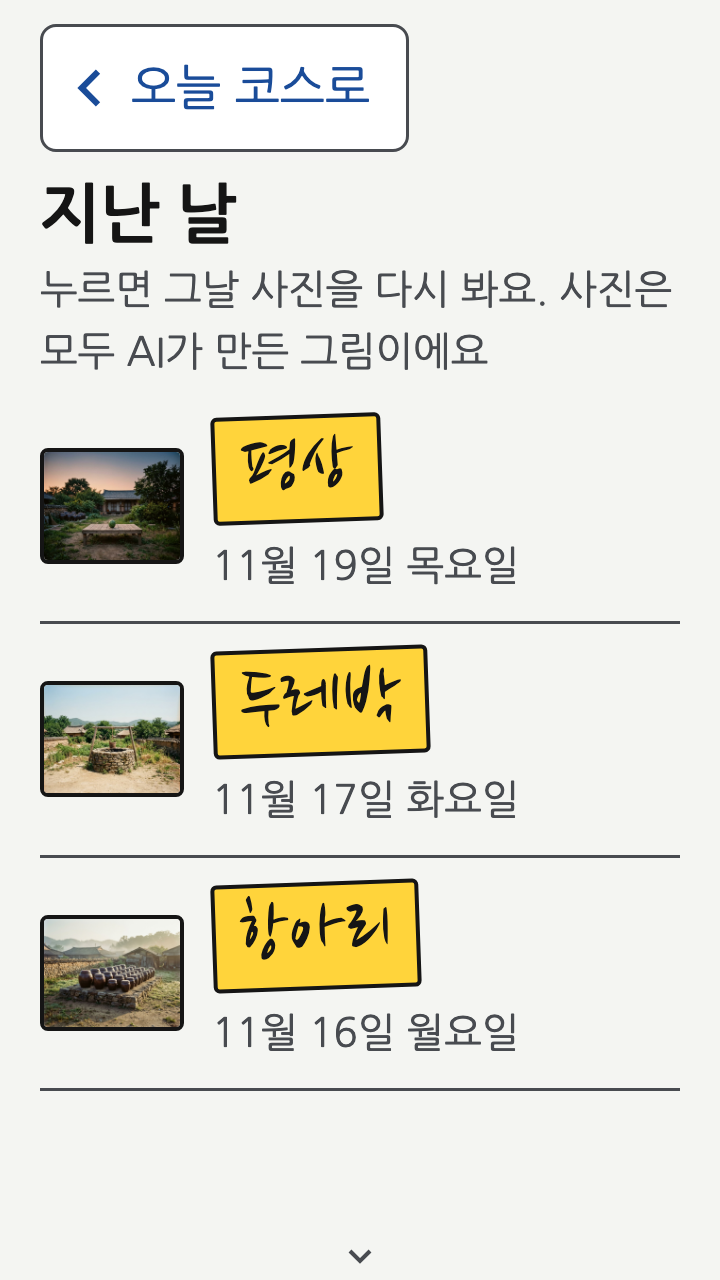 오늘 코스로
지난 날
누르면 그날 사진을 다시 봐요. 사진은
모두 AI가 만든 그림이에요
평상
11월 19일 목요일
두레박
11월 17일 화요일
항아리
11월 16일 월요일